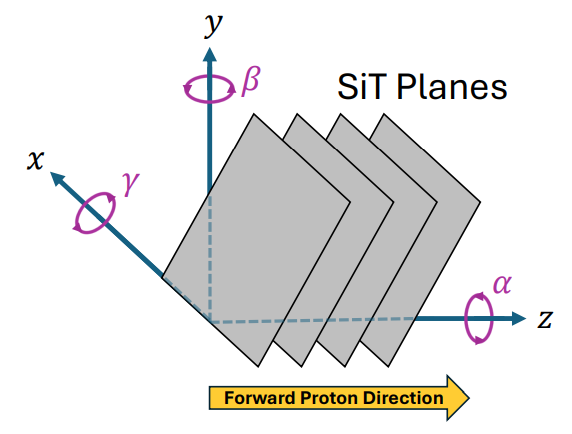 y
β
SiT Planes
x
γ
α
z
Forward Proton Direction